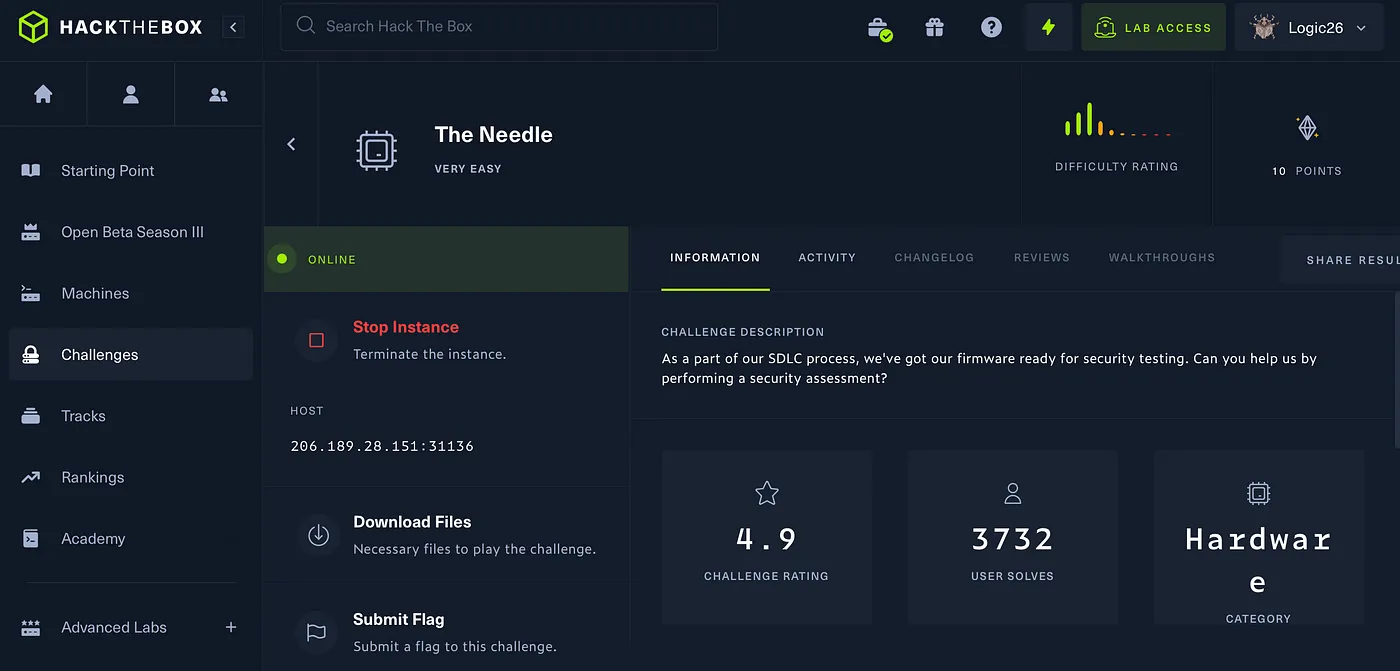 HACKTHEBOX
Search Hack The Box
LAB ACCESS
Logic26
Starting Point
Open Beta Season III
Machines
Challenges
Tracks
Rankings
Academy
Advanced Labs
The Needle
VERY EASY
DIFFICULTY RATING
10 POINTS
ONLINE
Stop Instance
Terminate the instance.
HOST
206.189.28.151:31136
Download Files
Necessary files to play the challenge.
Submit Flag
Submit a flag to this challenge.
INFORMATION ACTIVITY CHANGELOG REVIEWS WALKTHROUGHS SHARE RESUL
CHALLENGE DESCRIPTION
As a part of our SDLC process, we've got our firmware ready for security testing. Can you help us by
performing a security assessment?
4.9
CHALLENGE RATING
3732
USER SOLVES
Hardwar
e
CATEGORY